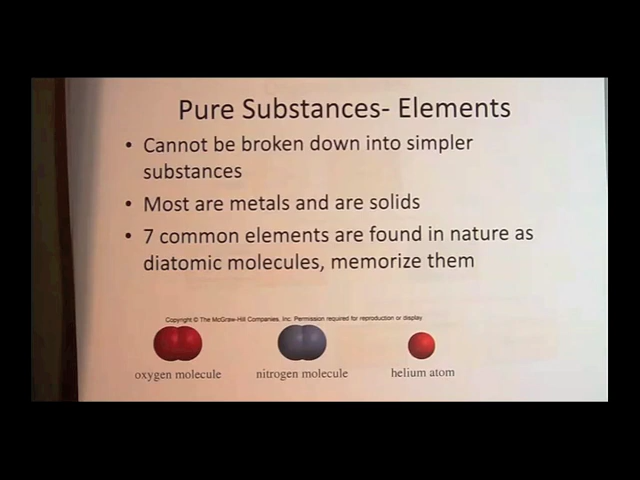 Pure Substances- Elements
• Cannot be broken down into simpler
substances
• Most are metals and are solids
• 7 common elements are found in nature as
diatomic molecules, memorize them
Copyright © The McGraw-Hill Companies, Inc. Permission required for reproduction or display.
oxygen molecule
nitrogen molecule
helium atom